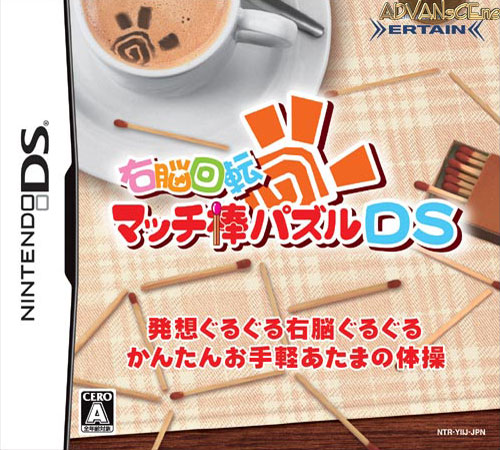 ADVANsCEne
ERTAIN
NINTENDO DS
右脳回転
マッチ棒パズルDS
発想ぐるぐる右脳ぐるぐる
かんたんお手軽あたまの体操
CERO
A
全年齢対象
NTR-YIIJ-JPN